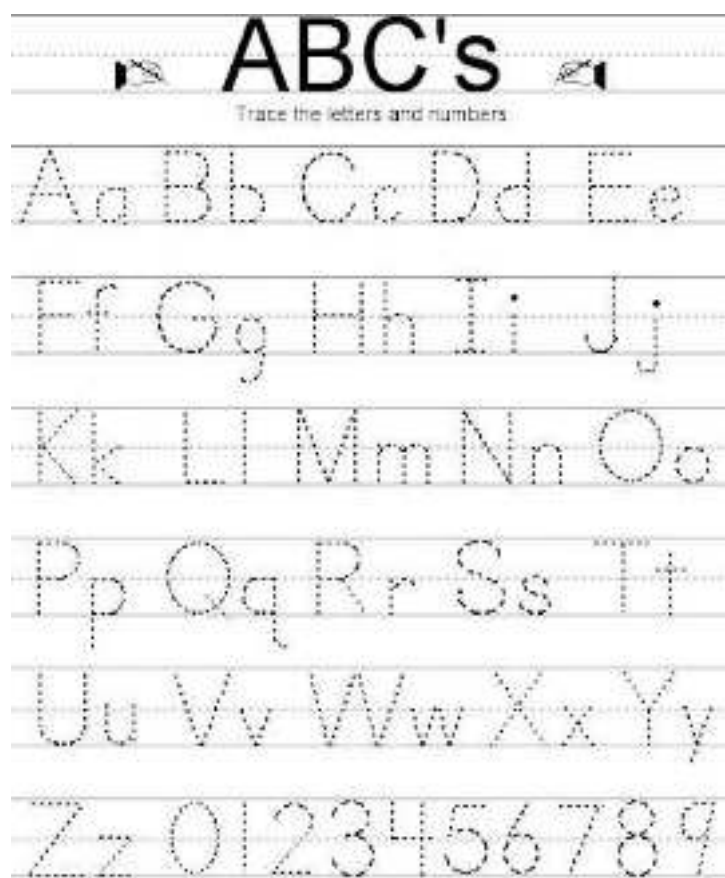 ABC's
Trace the letters and numbers
Aa Bb Cc Dd Ee
Ff Gg Hh Ii Jj
Kk Ll Mm Nn Oo
Pp Qq Rr Ss Tt
Uu Vv Ww Xx Yy
Zz 0123456789